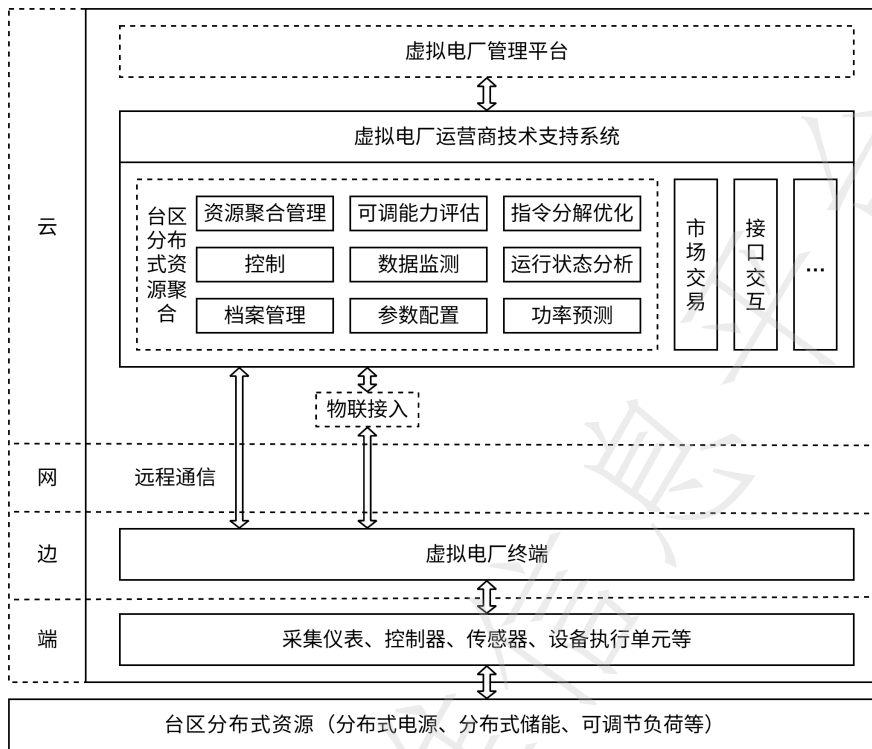 虚拟电厂管理平台
虚拟电厂运营商技术支持系统
云
台区
分布
式资
源聚
合
资源聚合管理
可调能力评估
指令分解优化
控制
数据监测
运行状态分析
档案管理
参数配置
功率预测
市场交易
接口交互
...
物联接入
网
远程通信
边
虚拟电厂终端
端
采集仪表、控制器、传感器、设备执行单元等
台区分布式资源（分布式电源、分布式储能、可调节负荷等）